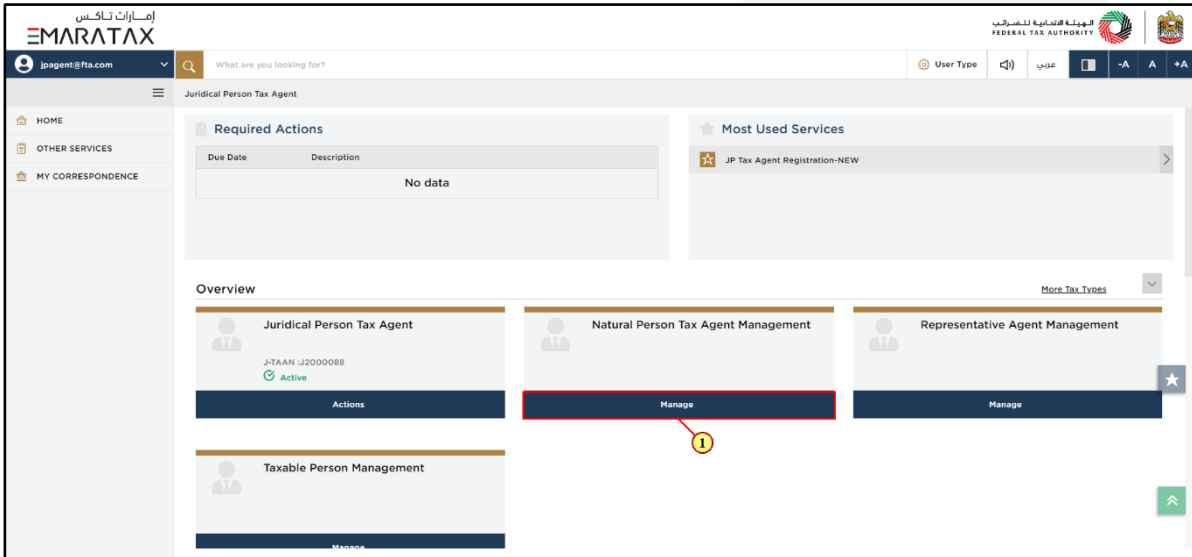 إمـــارات تـاكــس
EMARATAX
الهيئـة الاتحـاديـة للـضـرائـب
FEDERAL TAX AUTHORITY
jpagent@fta.com
What are you looking for?
User Type
عربي
-A
A
+A
Juridical Person Tax Agent
HOME
OTHER SERVICES
MY CORRESPONDENCE
Required Actions
Due Date Description
No data
Most Used Services
JP Tax Agent Registration-NEW
Overview
More Tax Types
Juridical Person Tax Agent
J-TAAN :J2000088
Active
Actions
Natural Person Tax Agent Management
Manage
1
Representative Agent Management
Manage
Taxable Person Management
Manage